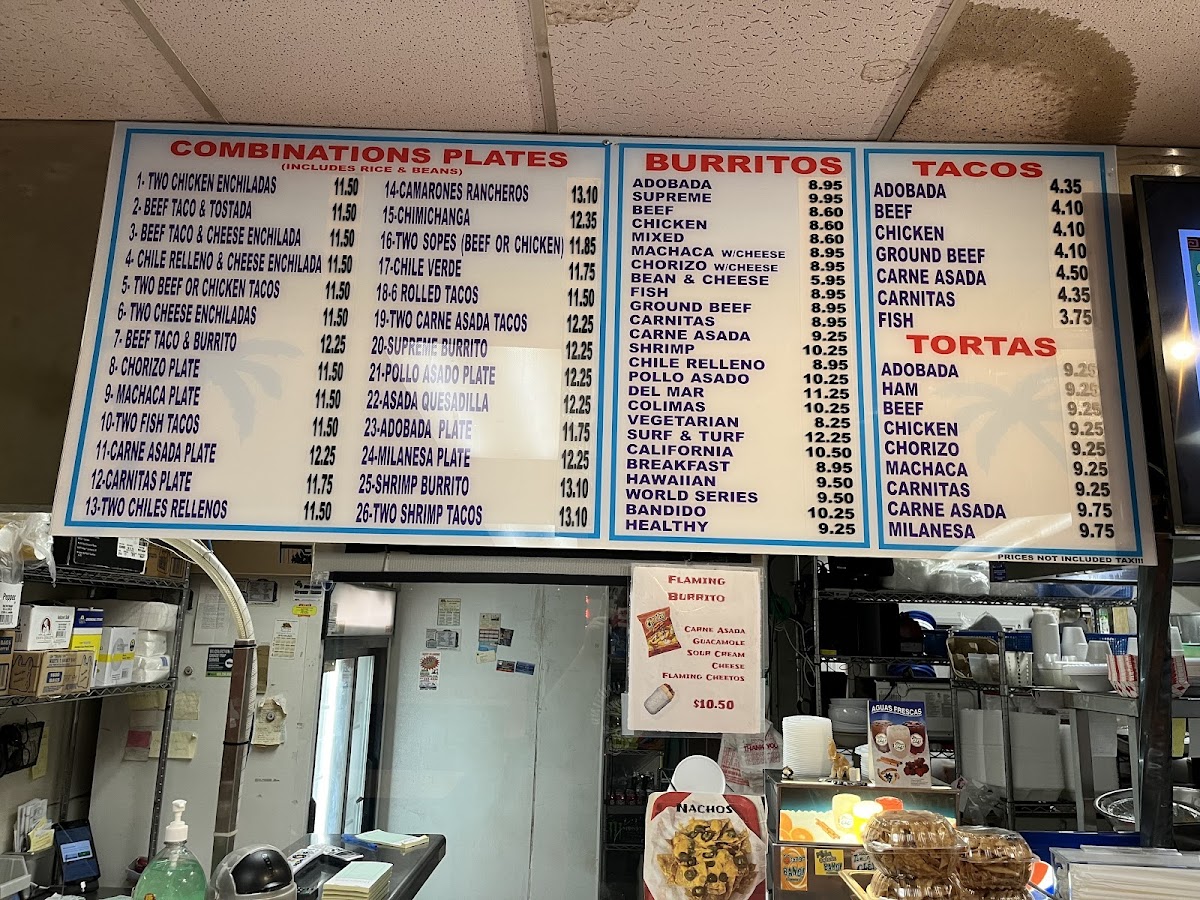 COMBINATIONS PLATES
(INCLUDES RICE & BEANS)
1- TWO CHICKEN ENCHILADAS 11.50
2- BEEF TACO & TOSTADA 11.50
3- BEEF TACO & CHEESE ENCHILADA 11.50
4- CHILE RELLENO & CHEESE ENCHILADA 11.50
5- TWO BEEF OR CHICKEN TACOS 11.50
6- TWO CHEESE ENCHILADAS 11.50
7- BEEF TACO & BURRITO 12.25
8- CHORIZO PLATE 11.50
9- MACHACA PLATE 11.50
10-TWO FISH TACOS 11.50
11-CARNE ASADA PLATE 12.25
12-CARNITAS PLATE 11.75
13-TWO CHILES RELLENOS 11.50
14-CAMARONES RANCHEROS 13.10
15-CHIMICHANGA 12.35
16-TWO SOPES (BEEF OR CHICKEN) 11.85
17-CHILE VERDE 11.75
18-6 ROLLED TACOS 11.50
19-TWO CARNE ASADA TACOS 12.25
20-SUPREME BURRITO 12.25
21-POLLO ASADO PLATE 12.25
22-ASADA QUESADILLA 12.25
23-ADOBADA PLATE 11.75
24-MILANESA PLATE 12.25
25-SHRIMP BURRITO 13.10
26-TWO SHRIMP TACOS 13.10
BURRITOS
ADOBADA 8.95
SUPREME 9.95
BEEF 8.60
CHICKEN 8.60
MIXED 8.60
MACHACA W/CHEESE 8.95
CHORIZO W/CHEESE 8.95
BEAN & CHEESE 5.95
FISH 8.95
GROUND BEEF 8.95
CARNITAS 8.95
CARNE ASADA 9.25
SHRIMP 10.25
CHILE RELLENO 8.95
POLLO ASADO 10.25
DEL MAR 11.25
COLIMAS 10.25
VEGETARIAN 8.25
SURF & TURF 12.25
CALIFORNIA 10.50
BREAKFAST 8.95
HAWAIIAN 9.50
WORLD SERIES 9.50
BANDIDO 10.25
HEALTHY 9.25
TACOS
ADOBADA 4.35
BEEF 4.10
CHICKEN 4.10
GROUND BEEF 4.10
CARNE ASADA 4.50
CARNITAS 4.35
FISH 3.75
TORTAS
ADOBADA 9.25
HAM 9.25
BEEF 9.25
CHICKEN 9.25
CHORIZO 9.25
MACHACA 9.25
CARNITAS 9.25
CARNE ASADA 9.75
MILANESA 9.75
PRICES NOT INCLUDED TAX!!!
FLAMING
BURRITO
CARNE ASADA
GUACAMOLE
SOUR CREAM
CHEESE
FLAMING CHEETOS
$10.50
AGUAS FRESCAS
THANK YOU
NACHOS
Pepper